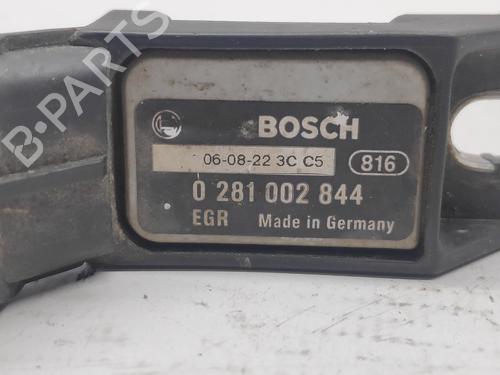 BOSCH
06-08-22 3C C5 816
0 281 002 844
EGR Made in Germany
B-PARTS